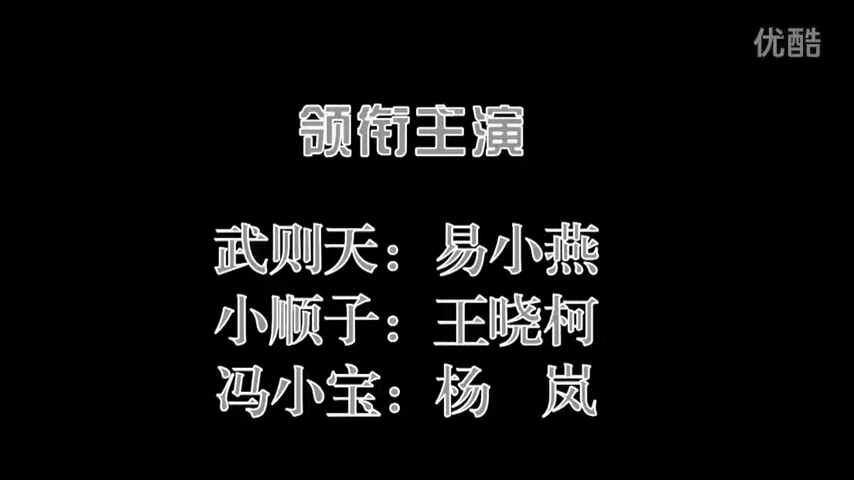 优酷
领衔主演
武则天：易小燕
小顺子：王晓柯
冯小宝：杨　岚